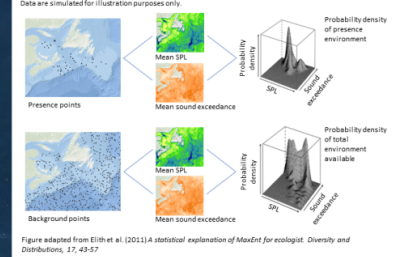 Data are simulated for illustration purposes only.
Mean SPL
Mean sound exceedance
Presence points
Probability density
SPL
Sound exceedance
Probability density
of presence
environment
Mean SPL
Mean sound exceedance
Background points
Probability density
SPL
Sound exceedance
Probability density
of total
environment
available
Figure adapted from Elith et al. (2011) A statistical explanation of MaxEnt for ecologist. Diversity and
Distributions, 17, 43-57